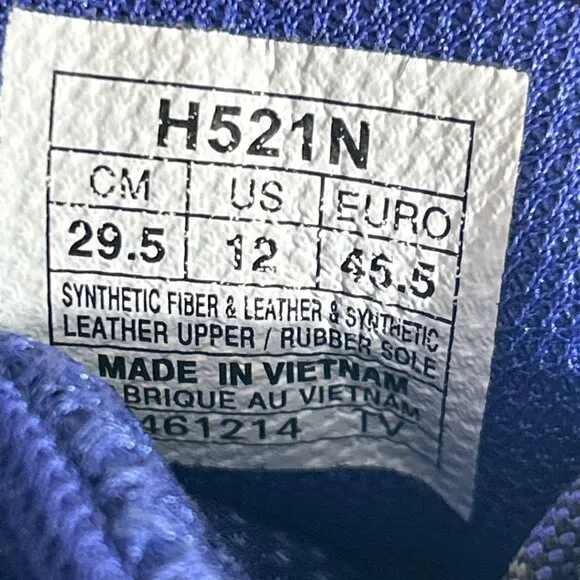 H521N
CM US EURO
29.5 12 45.5
SYNTHETIC FIBER & LEATHER & SYNTHETIC
LEATHER UPPER / RUBBER SOLE
MADE IN VIETNAM
BRIQUE AU VIETNAM
461214 TV